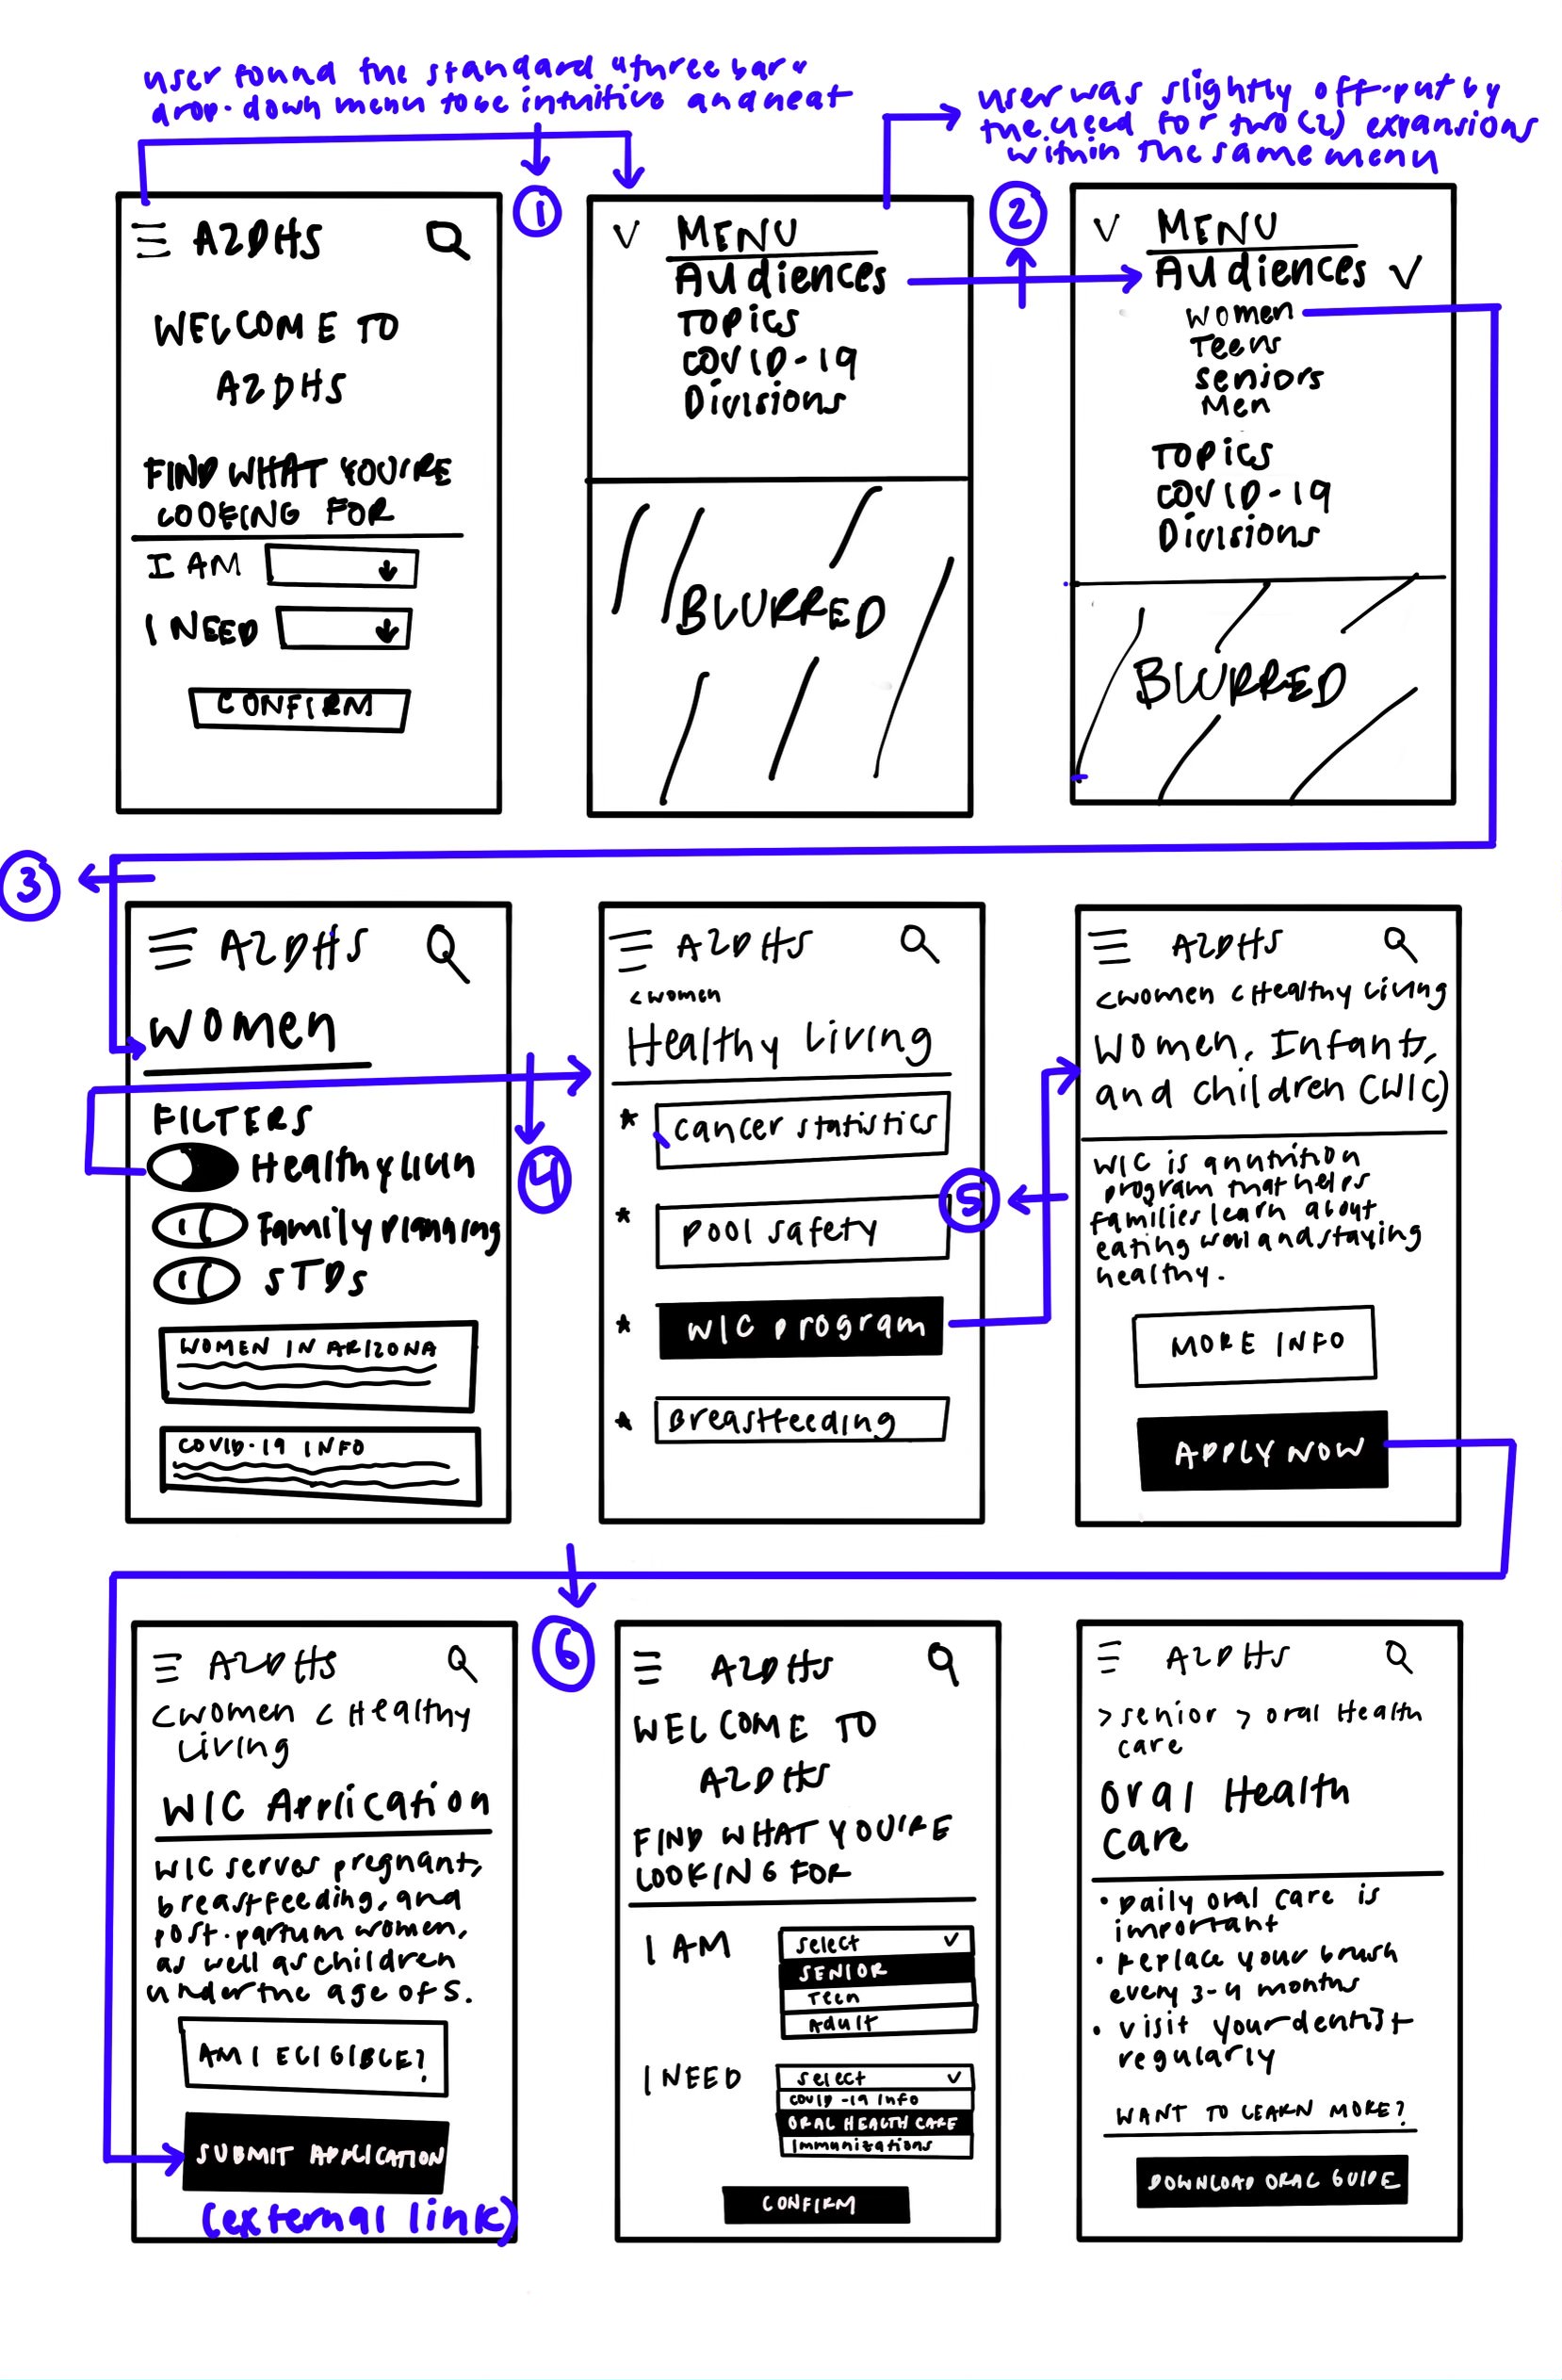 user found the standard "three bar"
drop-down menu to be intuitive and neat
user was slightly off-put by
the need for two (2) expansions
within the same menu
1
2
AZDHS
WELCOME TO
AZDHS
FIND WHAT YOU'RE
LOOKING FOR
I AM
I NEED
CONFIRM
MENU
Audiences
Topics
COVID-19
Divisions
BLURRED
MENU
Audiences
Women
Teens
Seniors
Men
Topics
COVID-19
Divisions
BLURRED
3
AZDHS
Women
FILTERS
Healthy livin
Family Planning
STDs
WOMEN IN ARIZONA
COVID-19 INFO
4
AZDHS
<women
Healthy Living
* cancer statistics
* pool safety
* WIC program
* Breastfeeding
5
AZDHS
<women <Healthy Living
Women, Infants,
and children (WIC)
WIC is a nutrition
program that helps
families learn about
eating well and staying
healthy.
MORE INFO
APPLY NOW
6
AZDHS
<women < Healthy
Living
WIC Application
WIC serves pregnant,
breastfeeding, and
post-partum women,
as well as children
under the age of 5.
AM I ELIGIBLE?
SUBMIT APPLICATION
(external link)
AZDHS
WELCOME TO
AZDHS
FIND WHAT YOU'RE
LOOKING FOR
I AM
select
SENIOR
Teen
Adult
I NEED
select
COVID-19 Info
ORAL HEALTH CARE
Immunizations
CONFIRM
AZDHS
>senior > oral Health
care
Oral Health
Care
• Daily oral care is
important
• Replace your brush
every 3-4 months
• visit your dentist
regularly
WANT TO LEARN MORE?
DOWNLOAD ORAL GUIDE